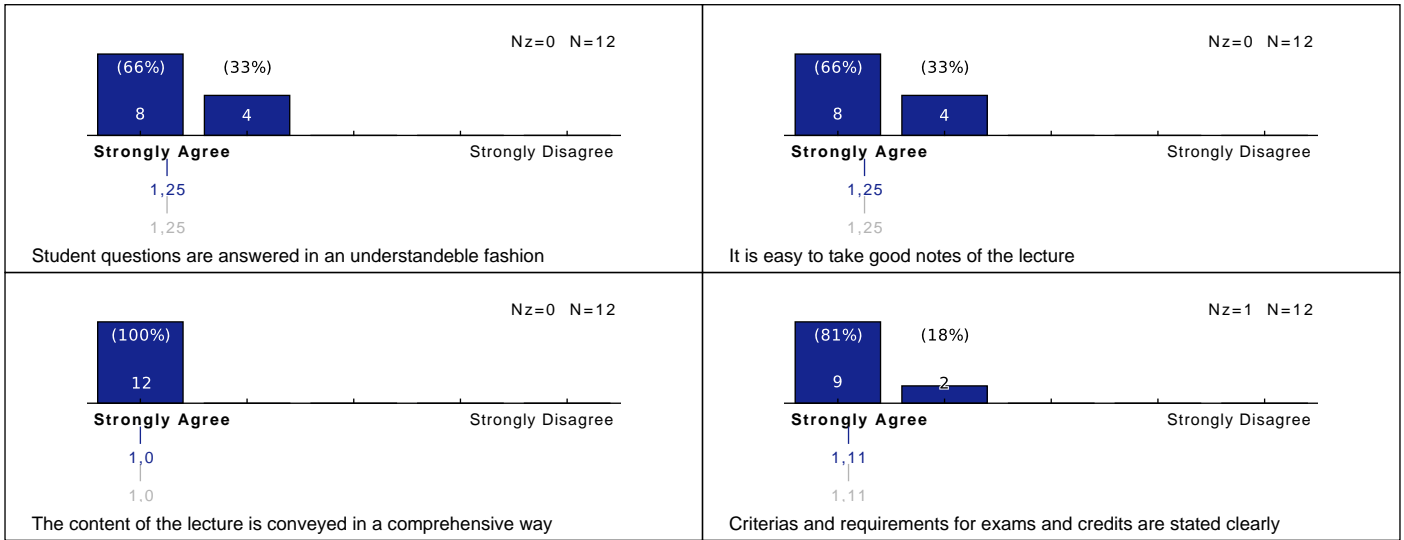 Nz=0 N=12
(66%) (33%)
8 4
Strongly Agree Strongly Disagree
1,25
1,25
Student questions are answered in an understandeble fashion
Nz=0 N=12
(66%) (33%)
8 4
Strongly Agree Strongly Disagree
1,25
1,25
It is easy to take good notes of the lecture
Nz=0 N=12
(100%)
12
Strongly Agree Strongly Disagree
1,0
1,0
The content of the lecture is conveyed in a comprehensive way
Nz=1 N=12
(81%) (18%)
9 2
Strongly Agree Strongly Disagree
1,11
1,11
Criterias and requirements for exams and credits are stated clearly